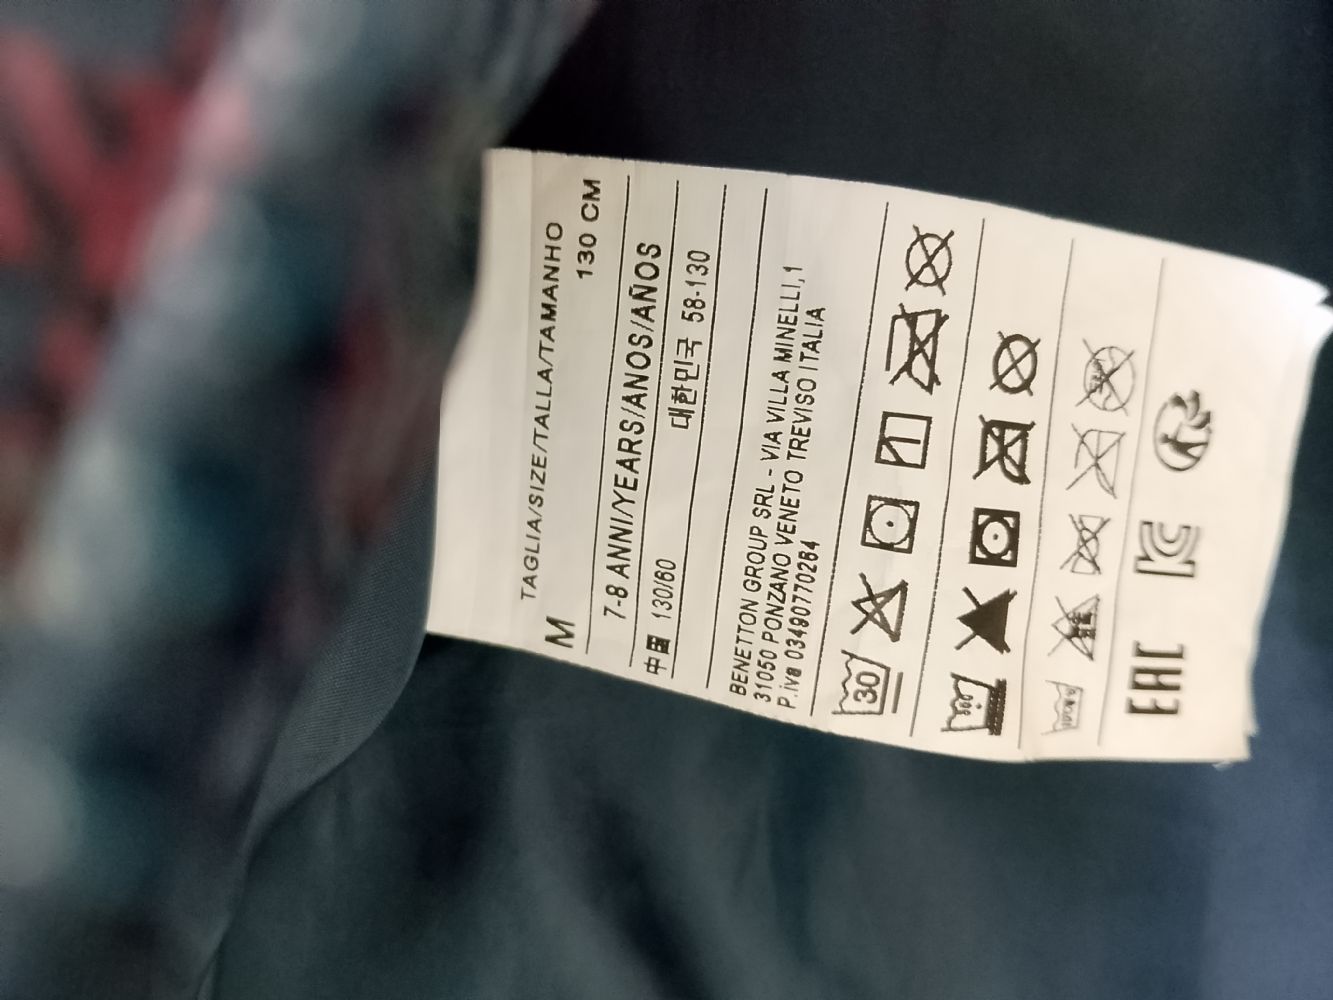 TAGLIA/SIZE/TALLA/TAMANHO
M 130 CM
7-8 ANNI/YEARS/ANOS/AÑOS
中国 130/60
대한민국 58-130
BENETTON GROUP SRL - VIA VILLA MINELLI,1
31050 PONZANO VENETO TREVISO ITALIA
P.iva 03490770264
30
EAC